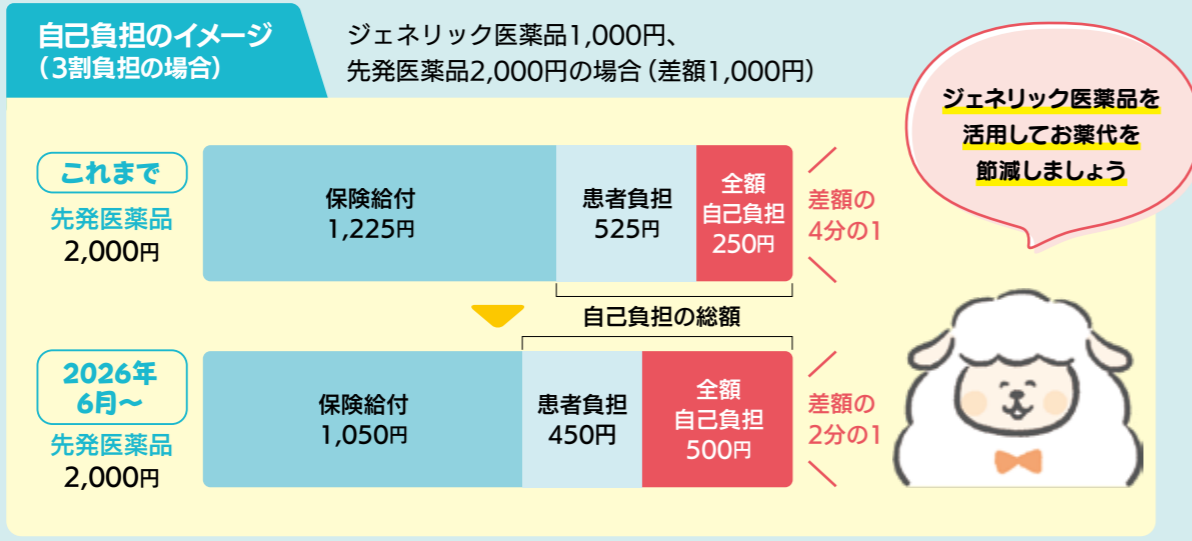 自己負担のイメージ
(3割負担の場合)
ジェネリック医薬品1,000円、
先発医薬品2,000円の場合(差額1,000円)
ジェネリック医薬品を
活用してお薬代を
節減しましょう
これまで
先発医薬品
2,000円
保険給付
1,225円
患者負担
525円
全額
自己負担
250円
差額の
4分の1
自己負担の総額
2026年
6月〜
先発医薬品
2,000円
保険給付
1,050円
患者負担
450円
全額
自己負担
500円
差額の
2分の1